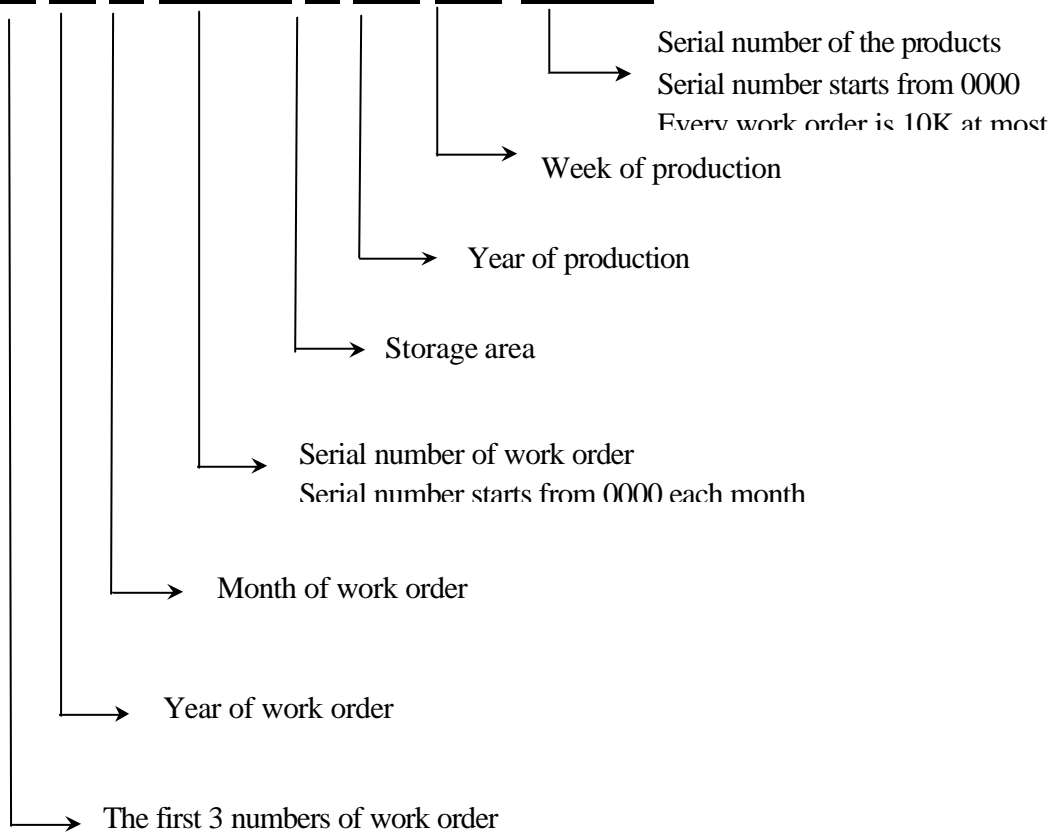 Serial number of the products
Serial number starts from 0000
Every work order is 10K at most
Week of production
Year of production
Storage area
Serial number of work order
Serial number starts from 0000 each month
Month of work order
Year of work order
The first 3 numbers of work order